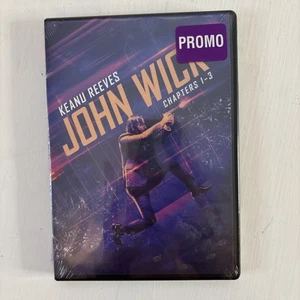 PROMO
KEANU REEVES
JOHN WICK
CHAPTERS 1-3